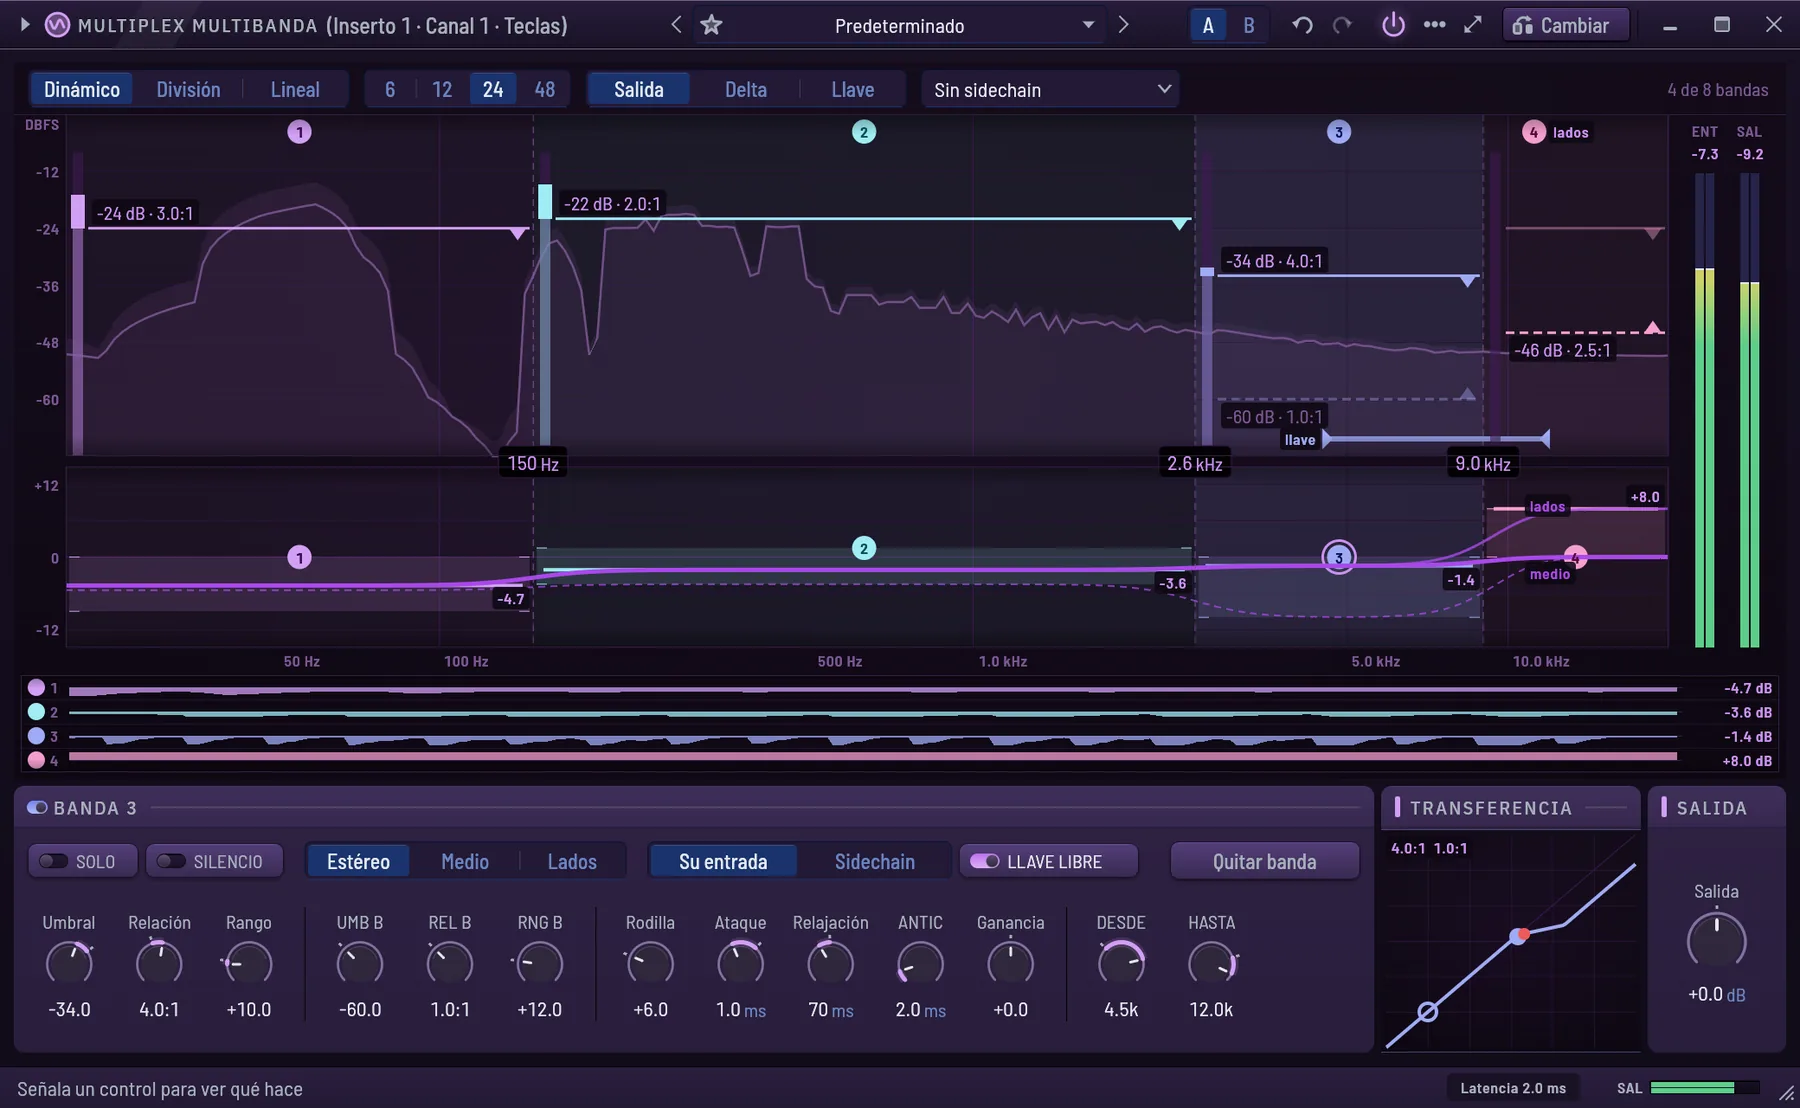 MULTIPLEX MULTIBANDA (Inserto 1 · Canal 1 · Teclas)
Predeterminado
A B
Cambiar
Dinámico División Lineal
6 12 24 48
Salida Delta Llave
Sin sidechain
4 de 8 bandas
DBFS
-12
-24
-36
-48
-60
1
2
3
4 lados
-24 dB · 3.0:1
-22 dB · 2.0:1
-34 dB · 4.0:1
-60 dB · 1.0:1
-46 dB · 2.5:1
llave
150 Hz
2.6 kHz
9.0 kHz
ENT SAL
-7.3 -9.2
+12
0
-12
1
2
3
4
-4.7
-3.6
-1.4
lados
+8.0
medio
50 Hz 100 Hz 500 Hz 1.0 kHz 5.0 kHz 10.0 kHz
1 -4.7 dB
2 -3.6 dB
3 -1.4 dB
4 +8.0 dB
BANDA 3
SOLO SILENCIO
Estéreo Medio Lados
Su entrada Sidechain
LLAVE LIBRE
Quitar banda
Umbral Relación Rango UMB B REL B RNG B Rodilla Ataque Relajación ANTIC Ganancia DESDE HASTA
-34.0 4.0:1 +10.0 -60.0 1.0:1 +12.0 +6.0 1.0 ms 70 ms 2.0 ms +0.0 4.5k 12.0k
TRANSFERENCIA
4.0:1 1.0:1
SALIDA
Salida
+0.0 dB
Señala un control para ver qué hace
Latencia 2.0 ms
SAL